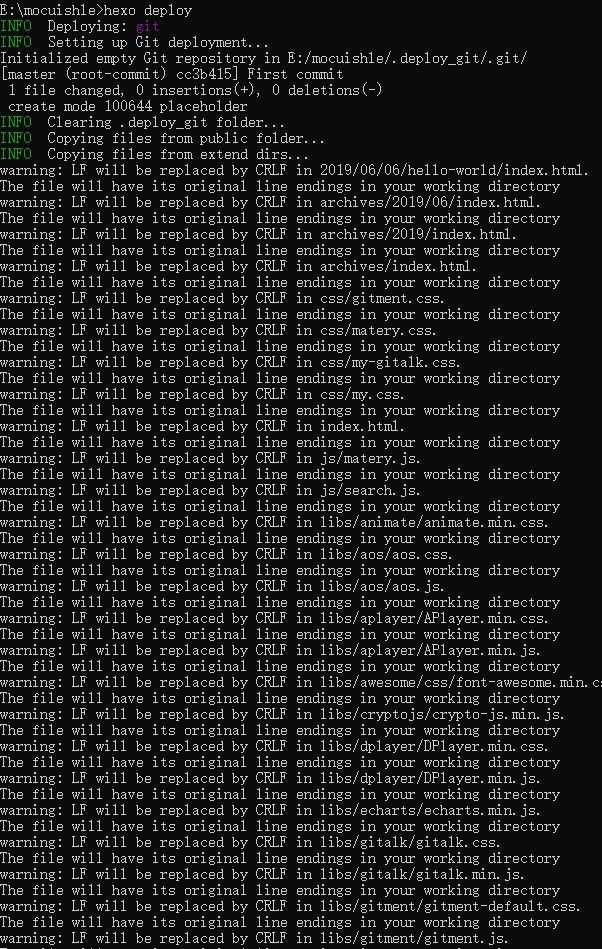 E:\mocuishle>hexo deploy
INFO  Deploying: git
INFO  Setting up Git deployment...
Initialized empty Git repository in E:/mocuishle/.deploy_git/.git/
[master (root-commit) cc3b415] First commit
 1 file changed, 0 insertions(+), 0 deletions(-)
 create mode 100644 placeholder
INFO  Clearing .deploy_git folder...
INFO  Copying files from public folder...
INFO  Copying files from extend dirs...
warning: LF will be replaced by CRLF in 2019/06/06/hello-world/index.html.
The file will have its original line endings in your working directory
warning: LF will be replaced by CRLF in archives/2019/06/index.html.
The file will have its original line endings in your working directory
warning: LF will be replaced by CRLF in archives/2019/index.html.
The file will have its original line endings in your working directory
warning: LF will be replaced by CRLF in archives/index.html.
The file will have its original line endings in your working directory
warning: LF will be replaced by CRLF in css/gitment.css.
The file will have its original line endings in your working directory
warning: LF will be replaced by CRLF in css/matery.css.
The file will have its original line endings in your working directory
warning: LF will be replaced by CRLF in css/my-gitalk.css.
The file will have its original line endings in your working directory
warning: LF will be replaced by CRLF in css/my.css.
The file will have its original line endings in your working directory
warning: LF will be replaced by CRLF in index.html.
The file will have its original line endings in your working directory
warning: LF will be replaced by CRLF in js/matery.js.
The file will have its original line endings in your working directory
warning: LF will be replaced by CRLF in js/search.js.
The file will have its original line endings in your working directory
warning: LF will be replaced by CRLF in libs/animate/animate.min.css.
The file will have its original line endings in your working directory
warning: LF will be replaced by CRLF in libs/aos/aos.css.
The file will have its original line endings in your working directory
warning: LF will be replaced by CRLF in libs/aos/aos.js.
The file will have its original line endings in your working directory
warning: LF will be replaced by CRLF in libs/aplayer/APlayer.min.css.
The file will have its original line endings in your working directory
warning: LF will be replaced by CRLF in libs/aplayer/APlayer.min.js.
The file will have its original line endings in your working directory
warning: LF will be replaced by CRLF in libs/awesome/css/font-awesome.min.c
The file will have its original line endings in your working directory
warning: LF will be replaced by CRLF in libs/cryptojs/crypto-js.min.js.
The file will have its original line endings in your working directory
warning: LF will be replaced by CRLF in libs/dplayer/DPlayer.min.css.
The file will have its original line endings in your working directory
warning: LF will be replaced by CRLF in libs/dplayer/DPlayer.min.js.
The file will have its original line endings in your working directory
warning: LF will be replaced by CRLF in libs/echarts/echarts.min.js.
The file will have its original line endings in your working directory
warning: LF will be replaced by CRLF in libs/gitalk/gitalk.css.
The file will have its original line endings in your working directory
warning: LF will be replaced by CRLF in libs/gitalk/gitalk.min.js.
The file will have its original line endings in your working directory
warning: LF will be replaced by CRLF in libs/gitment/gitment-default.css.
The file will have its original line endings in your working directory
warning: LF will be replaced by CRLF in libs/gitment/gitment.js.